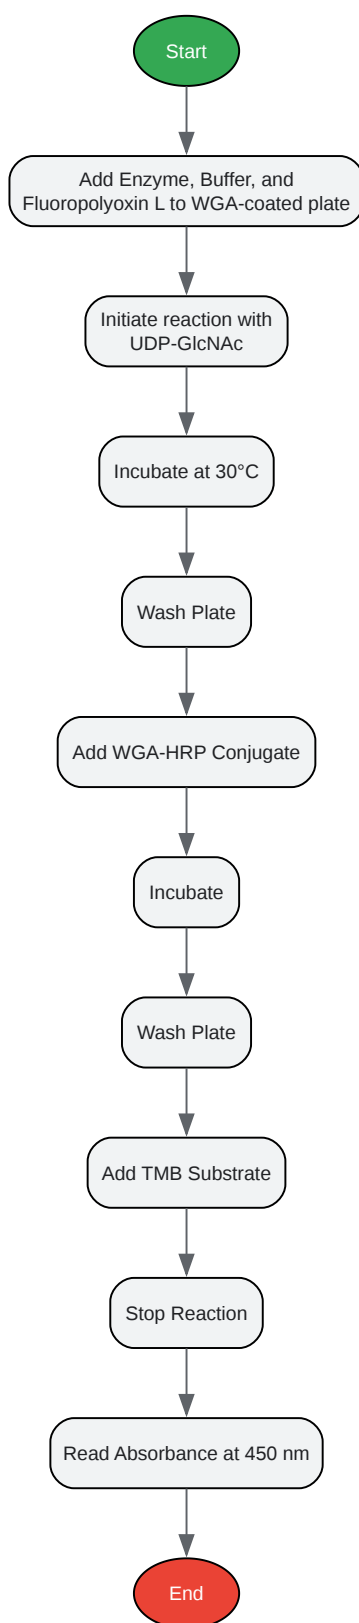 Start
Add Enzyme, Buffer, and
Fluoropolyoxin L to WGA-coated plate
Initiate reaction with
UDP-GlcNAc
Incubate at 30°C
Wash Plate
Add WGA-HRP Conjugate
Incubate
Wash Plate
Add TMB Substrate
Stop Reaction
Read Absorbance at 450 nm
End